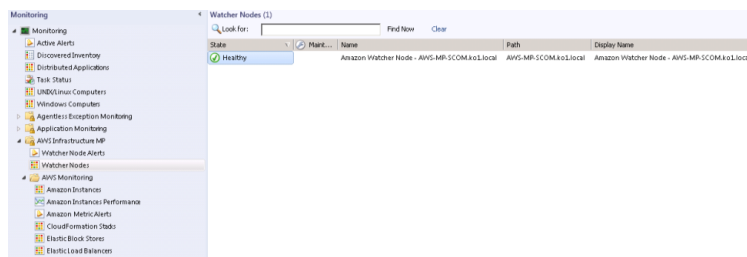 Monitoring
Monitoring
Active Alerts
Discovered Inventory
Distributed Applications
Task Status
UNIX/Linux Computers
Windows Computers
Agentless Exception Monitoring
Application Monitoring
AWS Infrastructure MP
Watcher Node Alerts
Watcher Nodes
AWS Monitoring
Amazon Instances
Amazon Instances Performance
Amazon Metric Alerts
CloudFormation Stacks
Elastic Block Stores
Elastic Load Balancers
Watcher Nodes (1)
Look for: Find Now Clear
State Maint... Name Path Display Name
Healthy Amazon Watcher Node - AWS-MP-SCOM.ko1.local AWS-MP-SCOM.ko1.local Amazon Watcher Node - AWS-MP-SCOM.ko1.loc